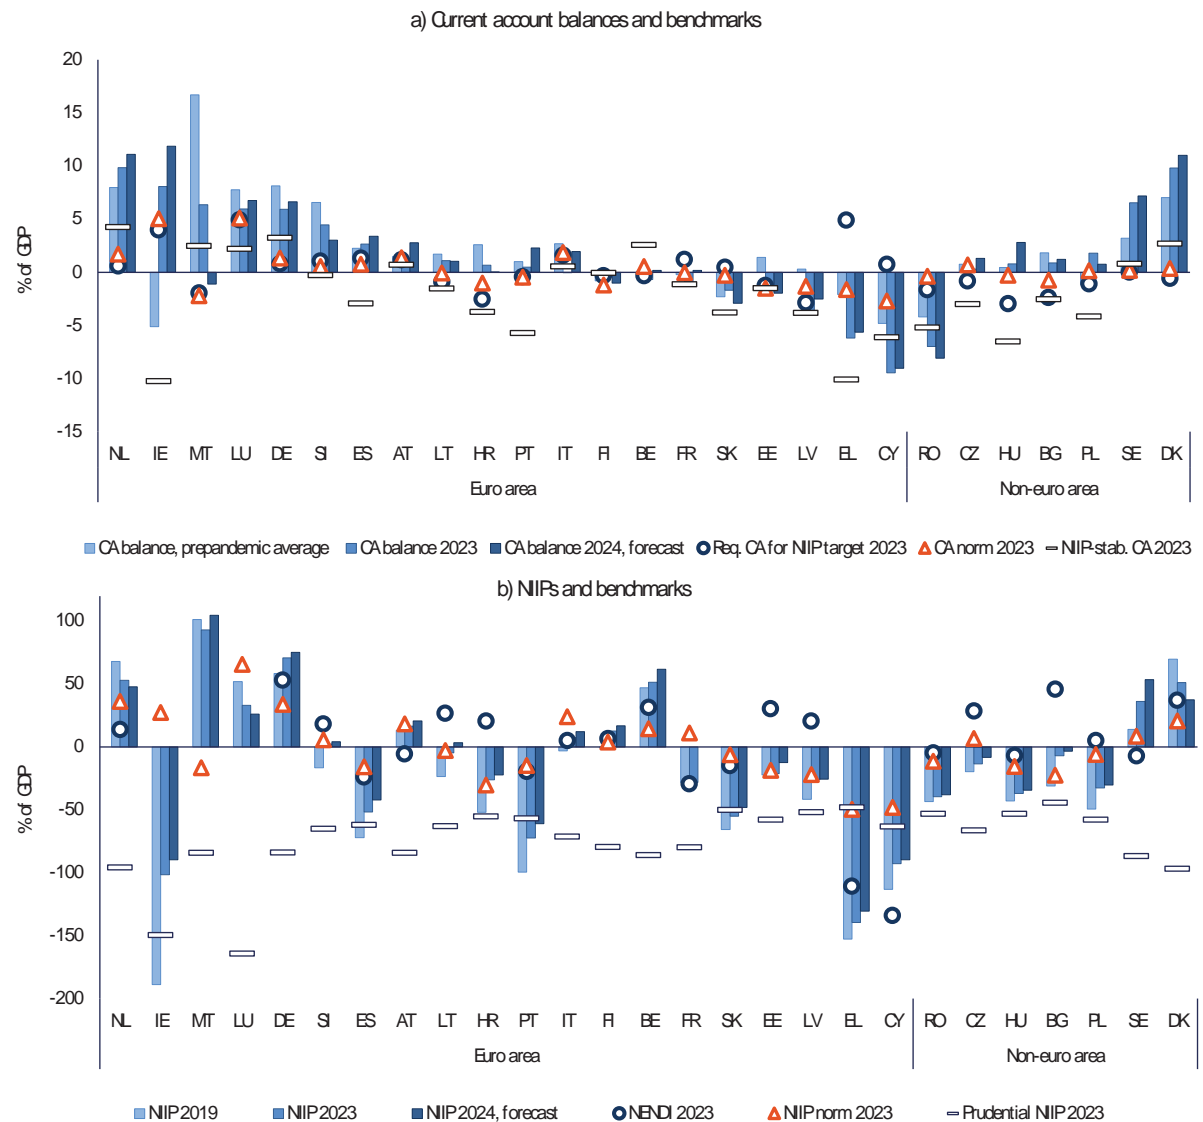 a) Current account balances and benchmarks
20
15
10
5
0
-5
-10
-15
% of GDP
NL IE MT LU DE SI ES AT LT HR PT IT FI BE FR SK EE LV EL CY RO CZ HU BG PL SE DK
Euro area Non-euro area
CA balance, prepandemic average CA balance 2023 CA balance 2024, forecast Req. CA for NIIP target 2023 CA norm 2023 NIIP-stab. CA 2023
b) NIIPs and benchmarks
100
50
0
-50
-100
-150
-200
% of GDP
NL IE MT LU DE SI ES AT LT HR PT IT FI BE FR SK EE LV EL CY RO CZ HU BG PL SE DK
Euro area Non-euro area
NIIP 2019 NIIP 2023 NIIP 2024, forecast NENDI 2023 NIIP norm 2023 Prudential NIIP 2023